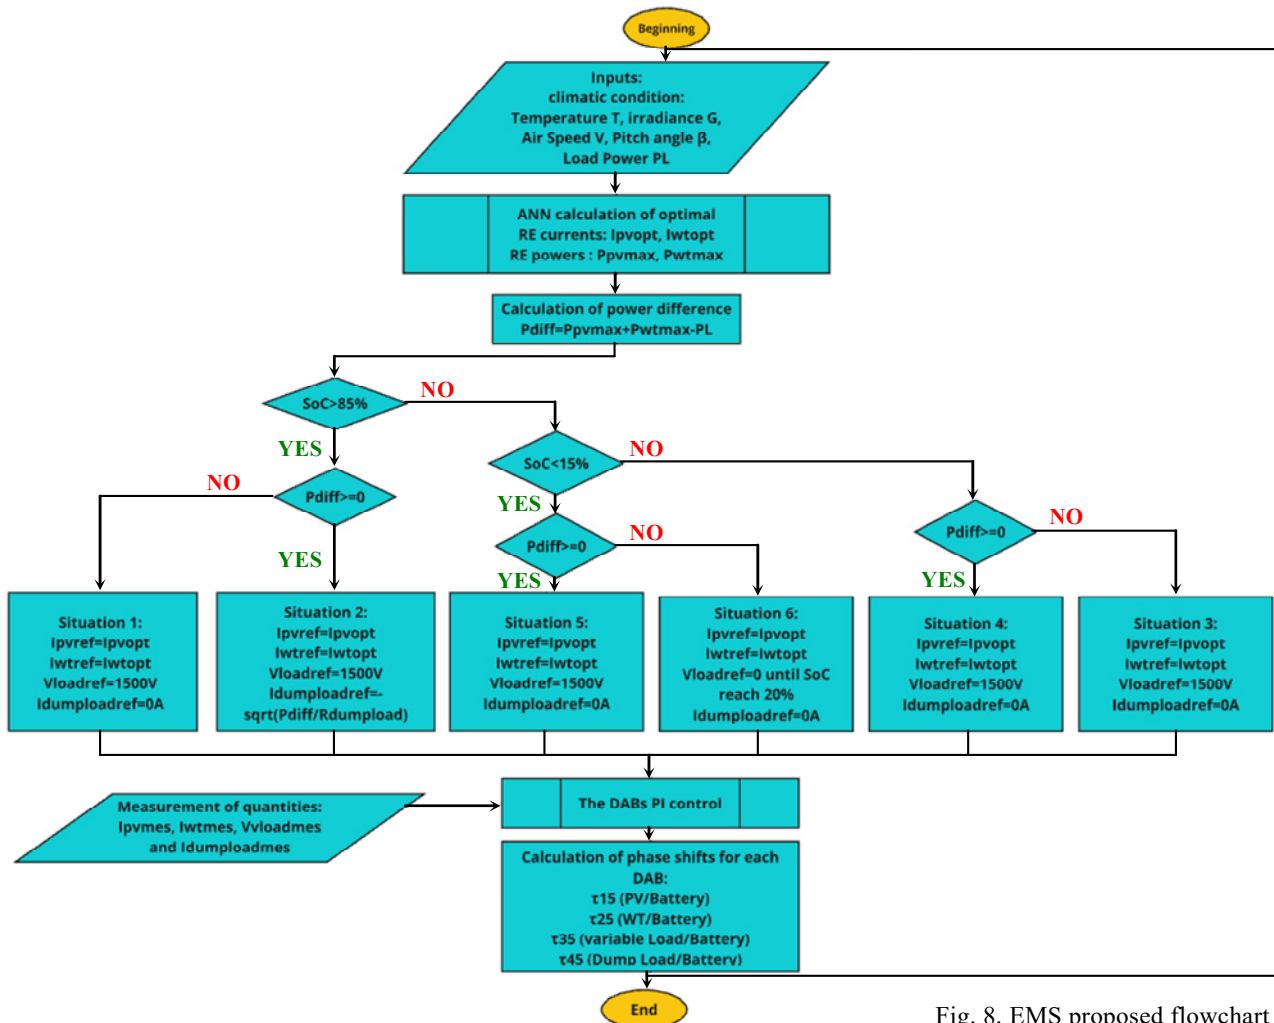 Beginning
Inputs:
climatic condition:
Temperature T, irradiance G,
Air Speed V, Pitch angle β,
Load Power PL
ANN calculation of optimal
RE currents: Ipvopt, Iwtopt
RE powers : Ppvmax, Pwtmax
Calculation of power difference
Pdiff=Ppvmax+Pwtmax-PL
SoC>85%
NO
YES
SoC<15%
NO
YES
Pdiff>=0
NO
YES
Pdiff>=0
NO
YES
Pdiff>=0
NO
YES
Situation 1:
Ipvref=Ipvopt
Iwtref=Iwtopt
Vloadref=1500V
Idumploadref=0A
Situation 2:
Ipvref=Ipvopt
Iwtref=Iwtopt
Vloadref=1500V
Idumploadref=-
sqrt(Pdiff/Rdumpload)
Situation 5:
Ipvref=Ipvopt
Iwtref=Iwtopt
Vloadref=1500V
Idumploadref=0A
Situation 6:
Ipvref=Ipvopt
Iwtref=Iwtopt
Vloadref=0 until SoC
reach 20%
Idumploadref=0A
Situation 4:
Ipvref=Ipvopt
Iwtref=Iwtopt
Vloadref=1500V
Idumploadref=0A
Situation 3:
Ipvref=Ipvopt
Iwtref=Iwtopt
Vloadref=1500V
Idumploadref=0A
Measurement of quantities:
Ipvmes, Iwtmes, Vvloadmes
and Idumploadmes
The DABs PI control
Calculation of phase shifts for each
DAB:
τ15 (PV/Battery)
τ25 (WT/Battery)
τ35 (variable Load/Battery)
τ45 (Dump Load/Battery)
End
Fig. 8. EMS proposed flowchart